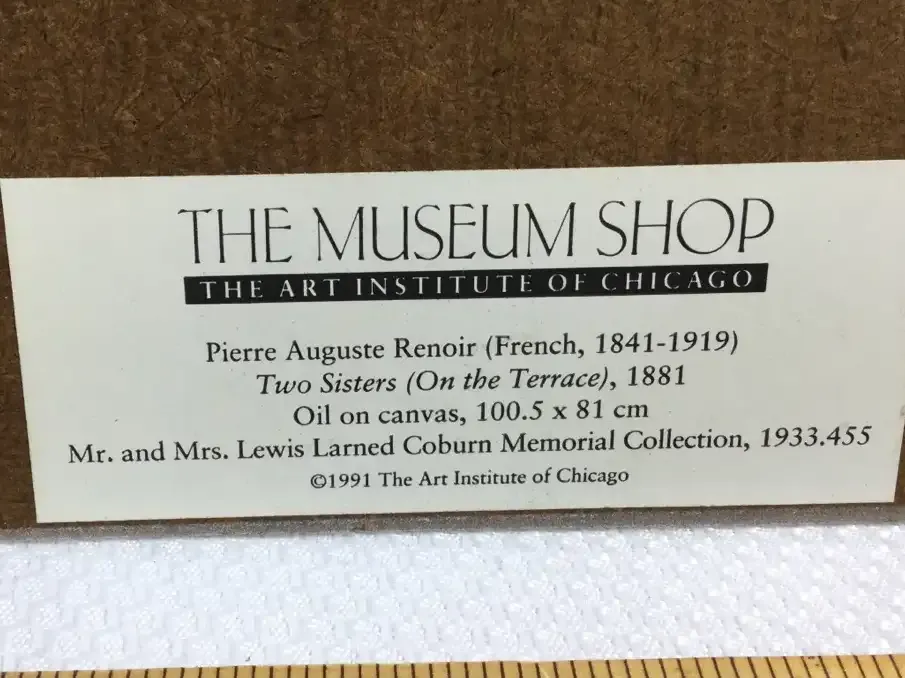 THE MUSEUM SHOP
THE ART INSTITUTE OF CHICAGO
Pierre Auguste Renoir (French, 1841-1919)
Two Sisters (On the Terrace), 1881
Oil on canvas, 100.5 x 81 cm
Mr. and Mrs. Lewis Larned Coburn Memorial Collection, 1933.455
©1991 The Art Institute of Chicago